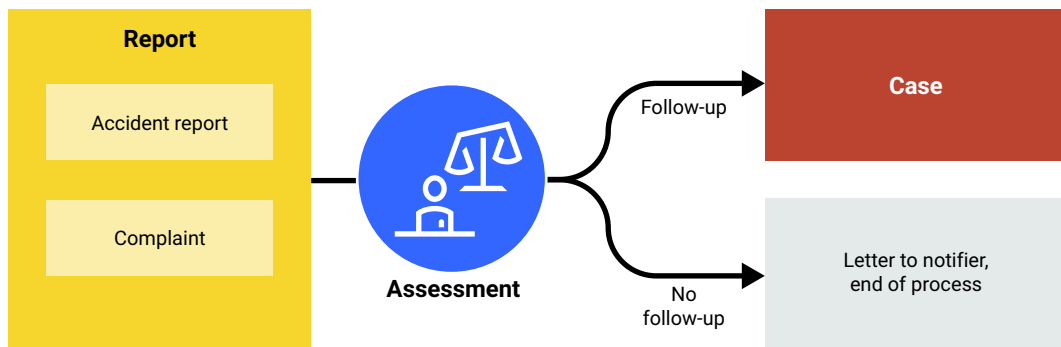 Report
Accident report
Complaint
Assessment
Follow-up
No
follow-up
Case
Letter to notifier,
end of process